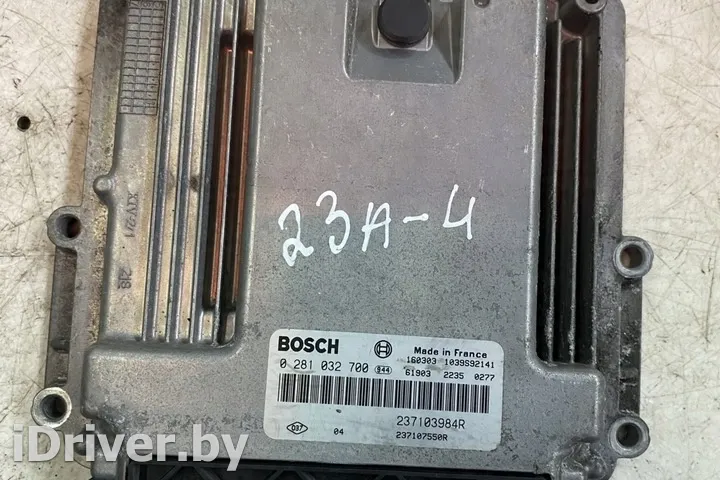 23A-4
BOSCH
Made in France
0 281 032 700 944
160303 1039S92141
61903 2235 0277
237103984R
04
237107550R
iDriver.by